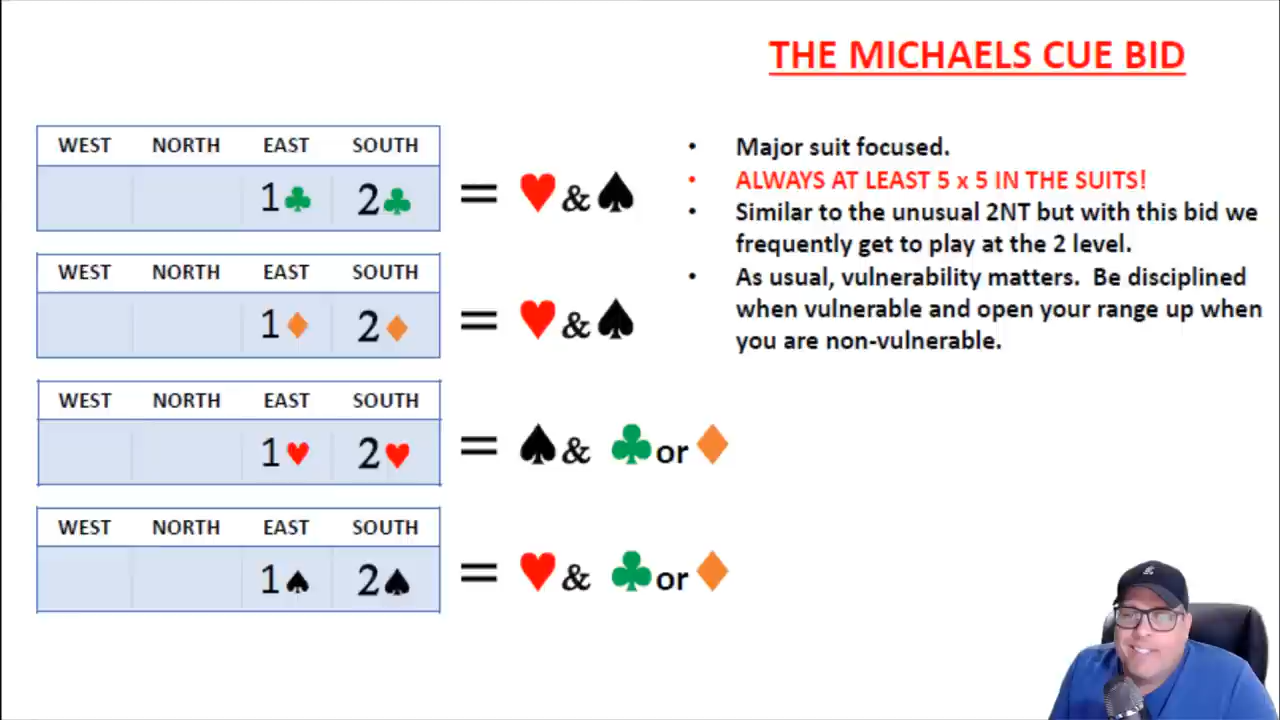 THE MICHAELS CUE BID
WEST NORTH EAST SOUTH
1♣ 2♣ = ♥ & ♠
WEST NORTH EAST SOUTH
1♦ 2♦ = ♥ & ♠
WEST NORTH EAST SOUTH
1♥ 2♥ = ♠ & ♣ or ♦
WEST NORTH EAST SOUTH
1♠ 2♠ = ♥ & ♣ or ♦
• Major suit focused.
• ALWAYS AT LEAST 5 x 5 IN THE SUITS!
• Similar to the unusual 2NT but with this bid we
frequently get to play at the 2 level.
• As usual, vulnerability matters. Be disciplined
when vulnerable and open your range up when
you are non-vulnerable.